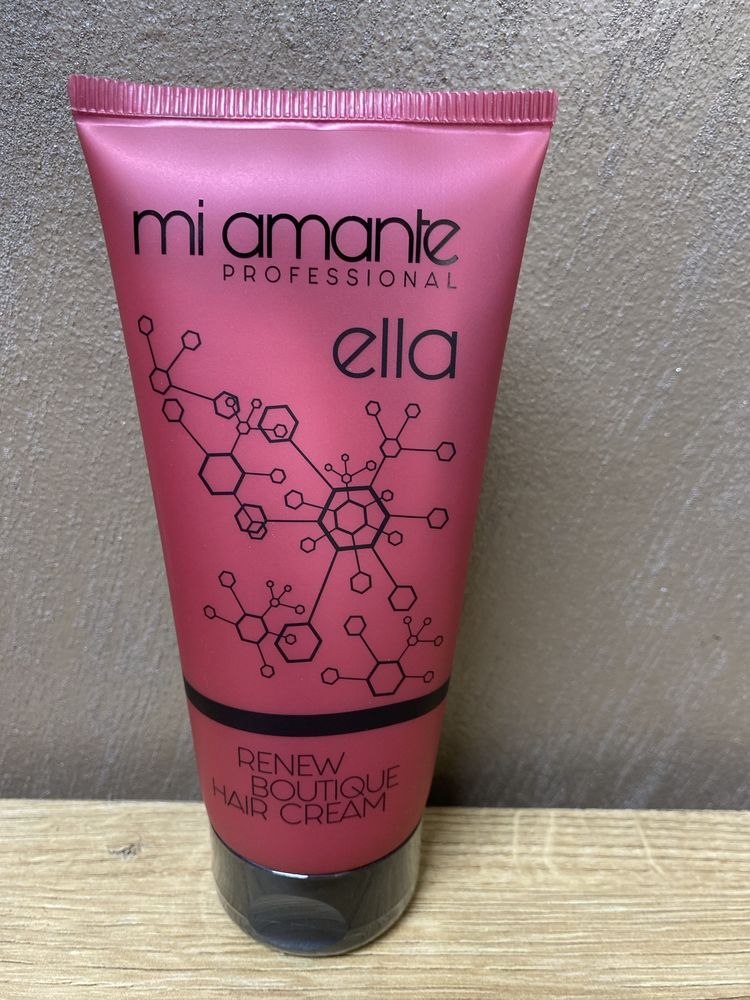 mi amante
PROFESSIONAL
ella
RENEW
BOUTIQUE
HAIR CREAM